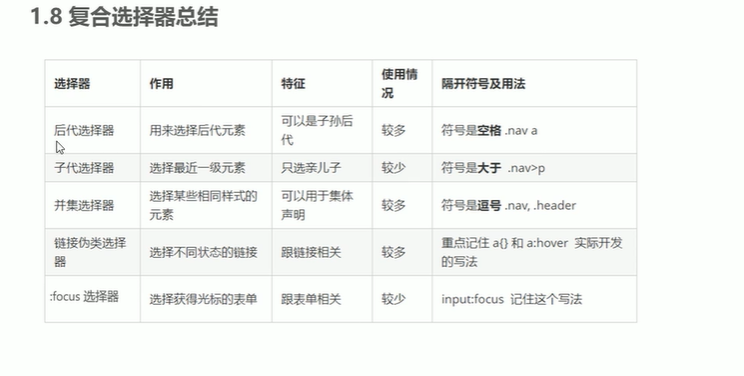 1.8 复合选择器总结
选择器 作用 特征 使用情况 隔开符号及用法
后代选择器 用来选择后代元素 可以是子孙后代 较多 符号是空格 .nav a
子代选择器 选择最近一级元素 只选亲儿子 较少 符号是大于 .nav>p
并集选择器 选择某些相同样式的元素 可以用于集体声明 较多 符号是逗号 .nav, .header
链接伪类选择器 选择不同状态的链接 跟链接相关 较多 重点记住 a{} 和 a:hover 实际开发的写法
:focus 选择器 选择获得光标的表单 跟表单相关 较少 input:focus 记住这个写法